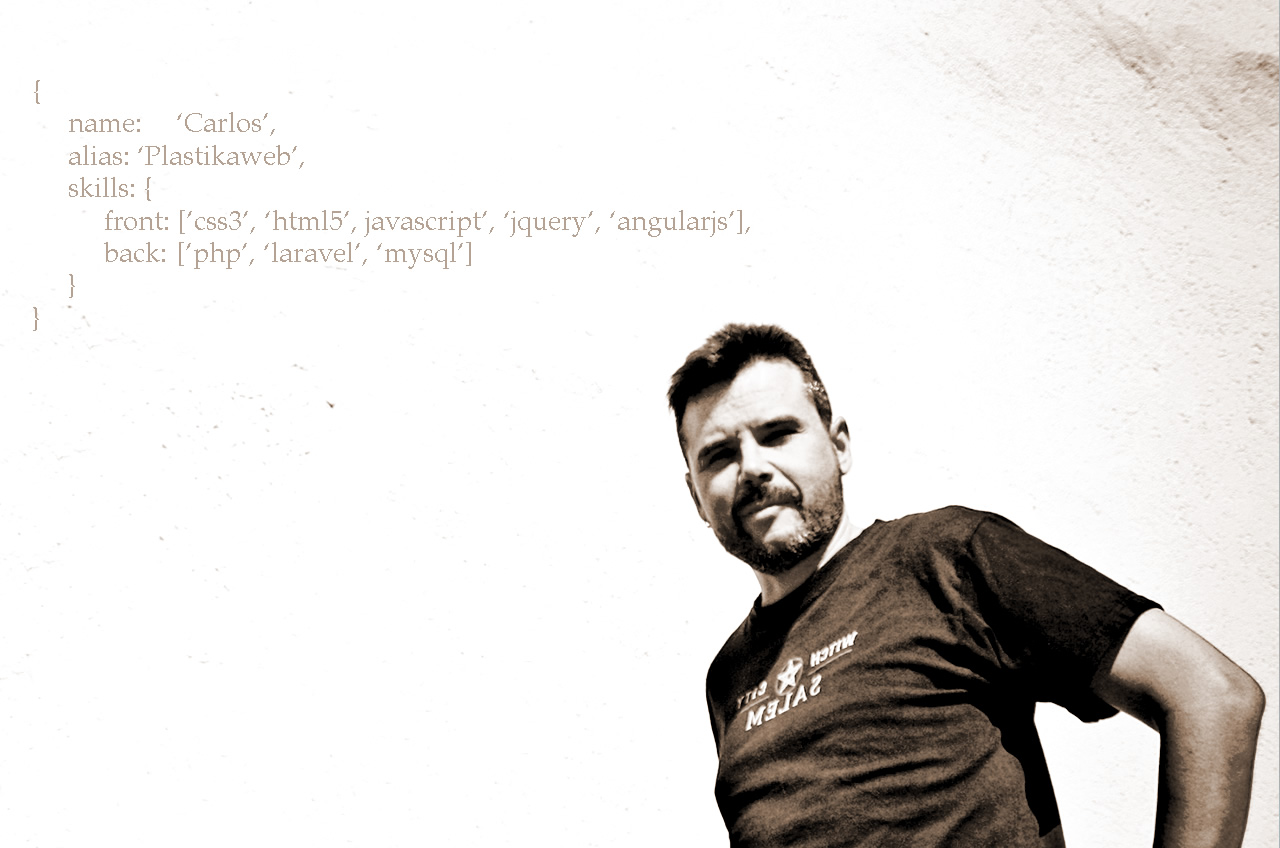 {
name: ‘Carlos’,
alias: ‘Plastikaweb’,
skills: {
front: [‘css3’, ‘html5’, javascript’, ‘jquery’, ‘angularjs’],
back: [‘php’, ‘laravel’, ‘mysql’]
}
}
WITCH CITY
SALEM